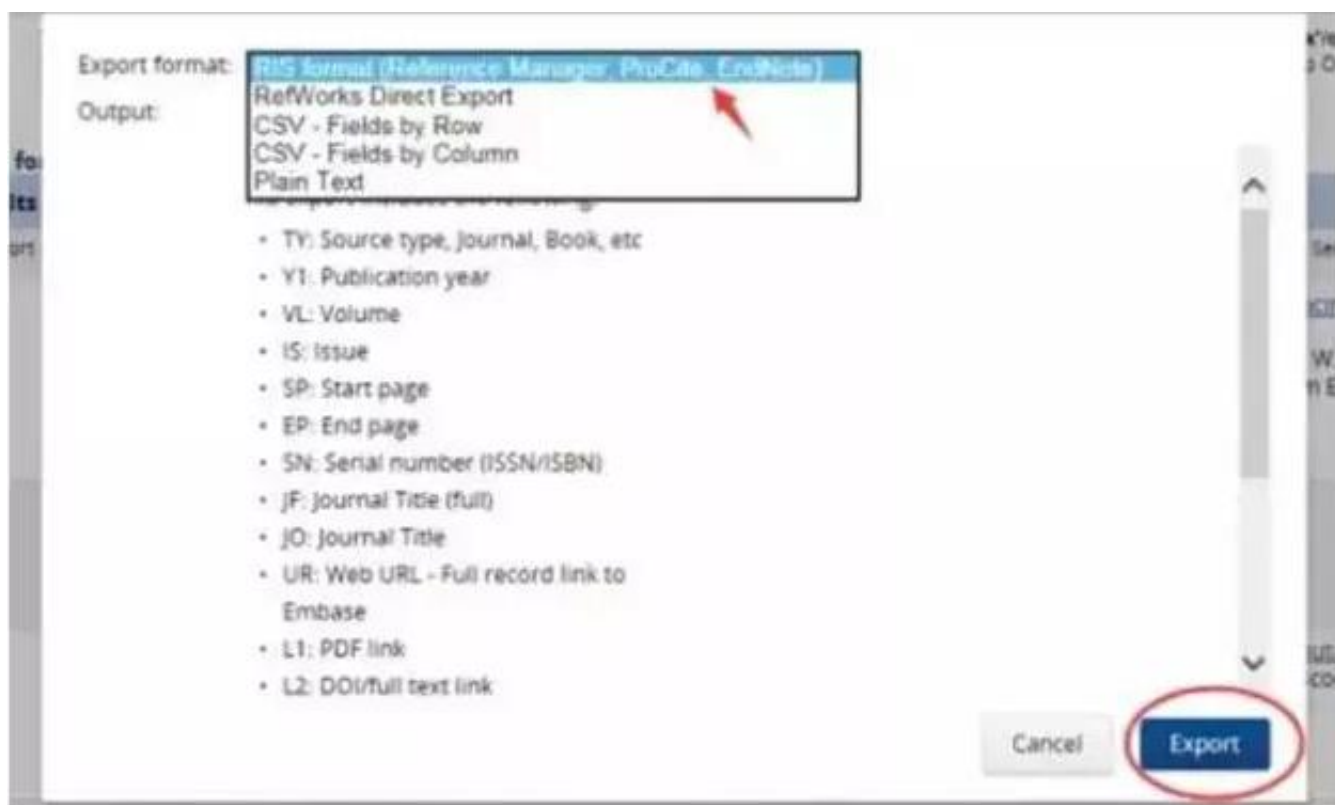 Export format:
RIS format (Reference Manager, ProCite, EndNote)
RefWorks Direct Export
Output:
CSV - Fields by Row
CSV - Fields by Column
Plain Text
• TY: Source type, Journal, Book, etc
• Y1: Publication year
• VL: Volume
• IS: Issue
• SP: Start page
• EP: End page
• SN: Serial number (ISSN/ISBN)
• JF: Journal Title (full)
• JO: Journal Title
• UR: Web URL - Full record link to
Embase
• L1: PDF link
• L2: DOI/full text link
Cancel
Export